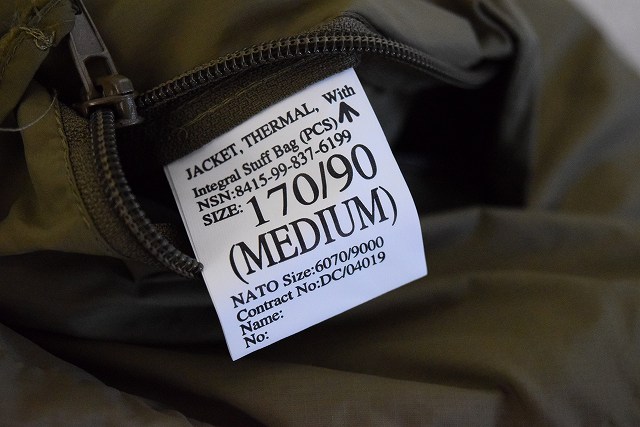 JACKET, THERMAL, With
Integral Stuff Bag (PCS)
NSN:8415-99-837-6199
SIZE: 170/90
(MEDIUM)
NATO Size:6070/9000
Contract No:DC/04019
Name:
No: